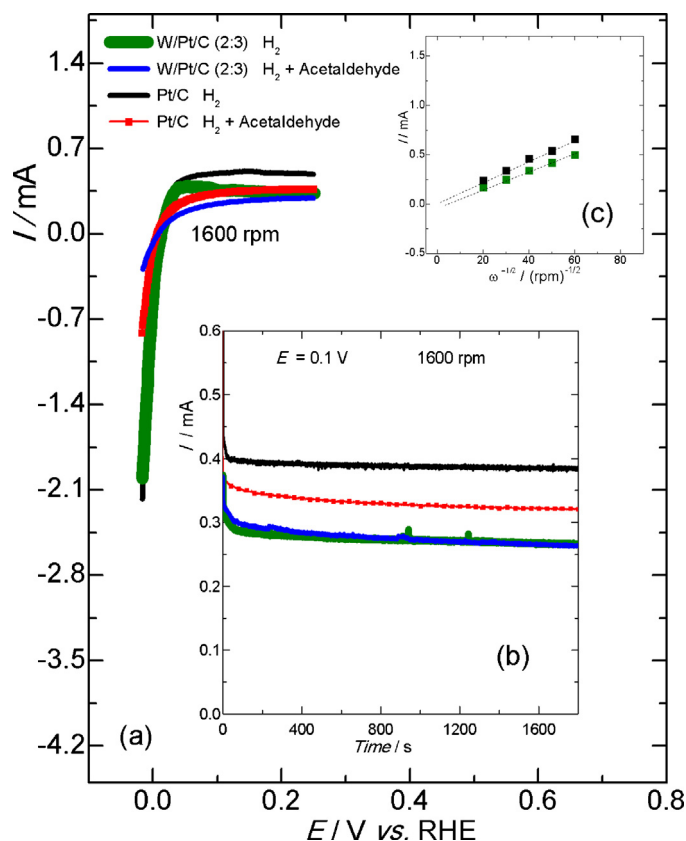 W/Pt/C (2:3) H2
W/Pt/C (2:3) H2 + Acetaldehyde
Pt/C H2
Pt/C H2 + Acetaldehyde
1600 rpm
I / mA
1.4
0.7
0.0
-0.7
-1.4
-2.1
-2.8
-3.5
-4.2
(a)
0.0
0.2
0.4
0.6
0.8
E / V vs. RHE
I / mA
1.5
1.0
0.5
0.0
-0.5
(c)
0
20
40
60
80
ω⁻¹/² / (rpm)⁻¹/²
E = 0.1 V
1600 rpm
I / mA
0.6
0.5
0.4
0.3
0.2
0.1
0.0
(b)
0
400
800
1200
1600
Time / s